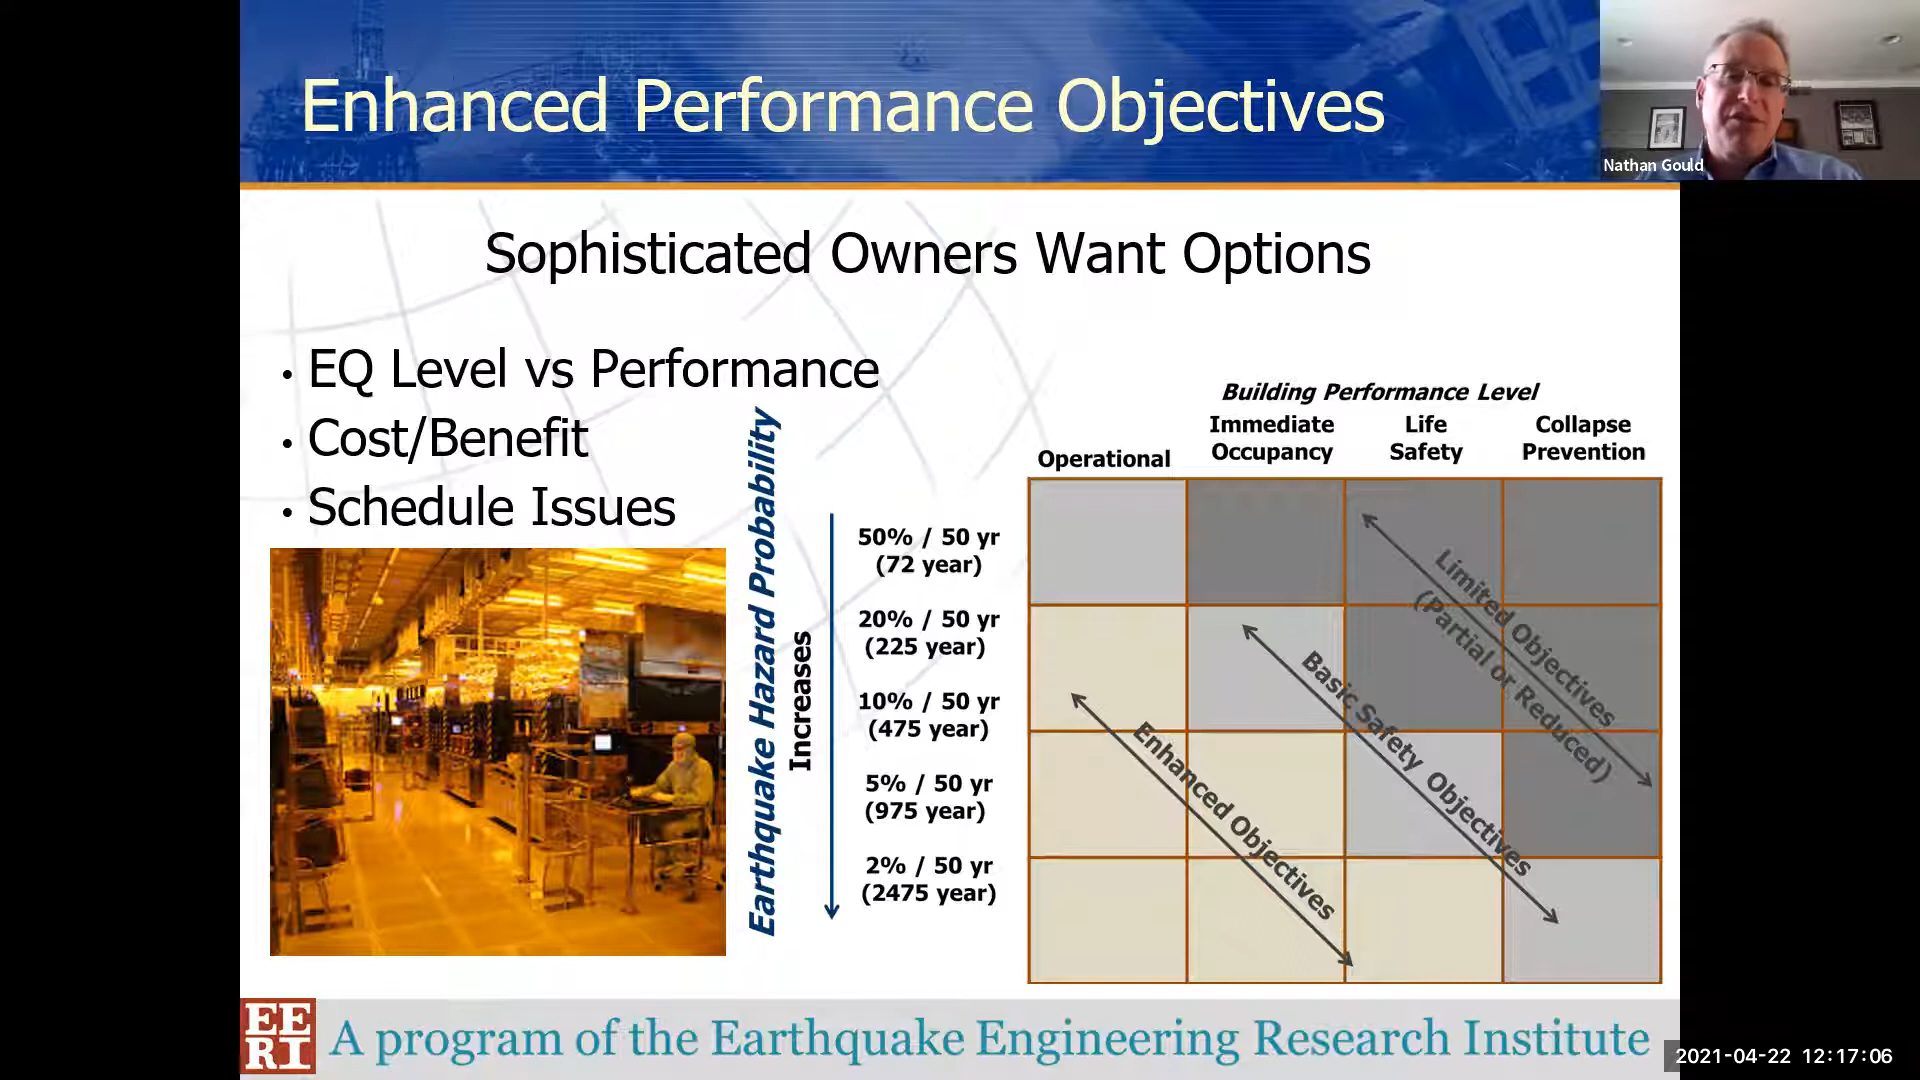 Enhanced Performance Objectives
Nathan Gould
Sophisticated Owners Want Options
• EQ Level vs Performance
• Cost/Benefit
• Schedule Issues
Earthquake Hazard Probability
Increases
Building Performance Level
Operational
Immediate
Occupancy
Life
Safety
Collapse
Prevention
50% / 50 yr
(72 year)
20% / 50 yr
(225 year)
10% / 50 yr
(475 year)
5% / 50 yr
(975 year)
2% / 50 yr
(2475 year)
Limited Objectives
(Partial or Reduced)
Basic Safety Objectives
Enhanced Objectives
EE
RI
A program of the Earthquake Engineering Research Institute
2021-04-22 12:17:06